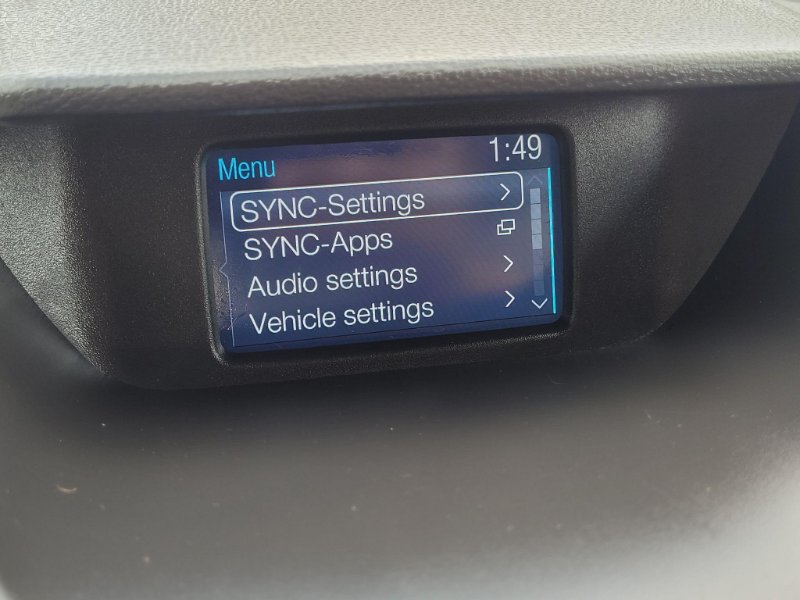 Menu 1:49
SYNC-Settings
SYNC-Apps
Audio settings
Vehicle settings